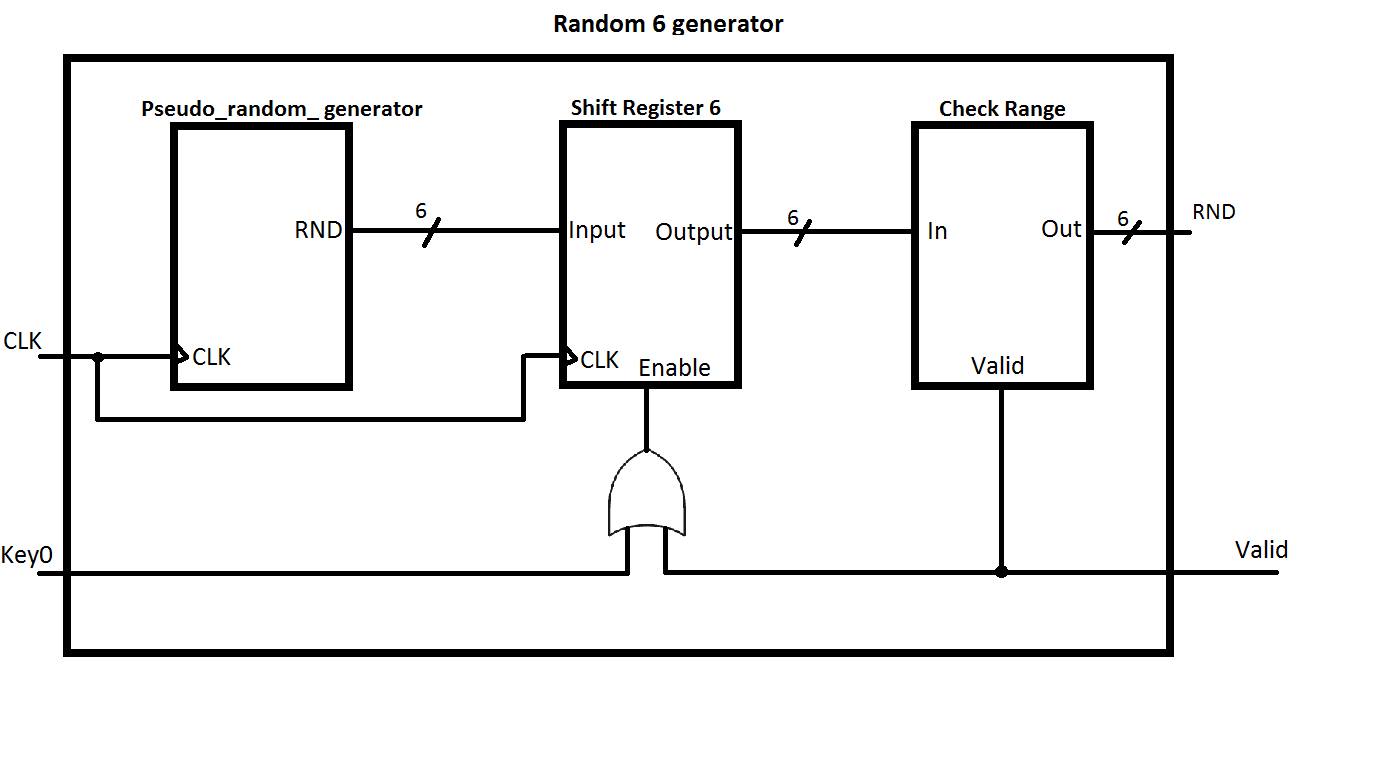 Random 6 generator
Pseudo_random_ generator
Shift Register 6
Check Range
6
6
6
RND
RND
Input
Output
In
Out
CLK
CLK
CLK
Enable
Valid
Key0
Valid